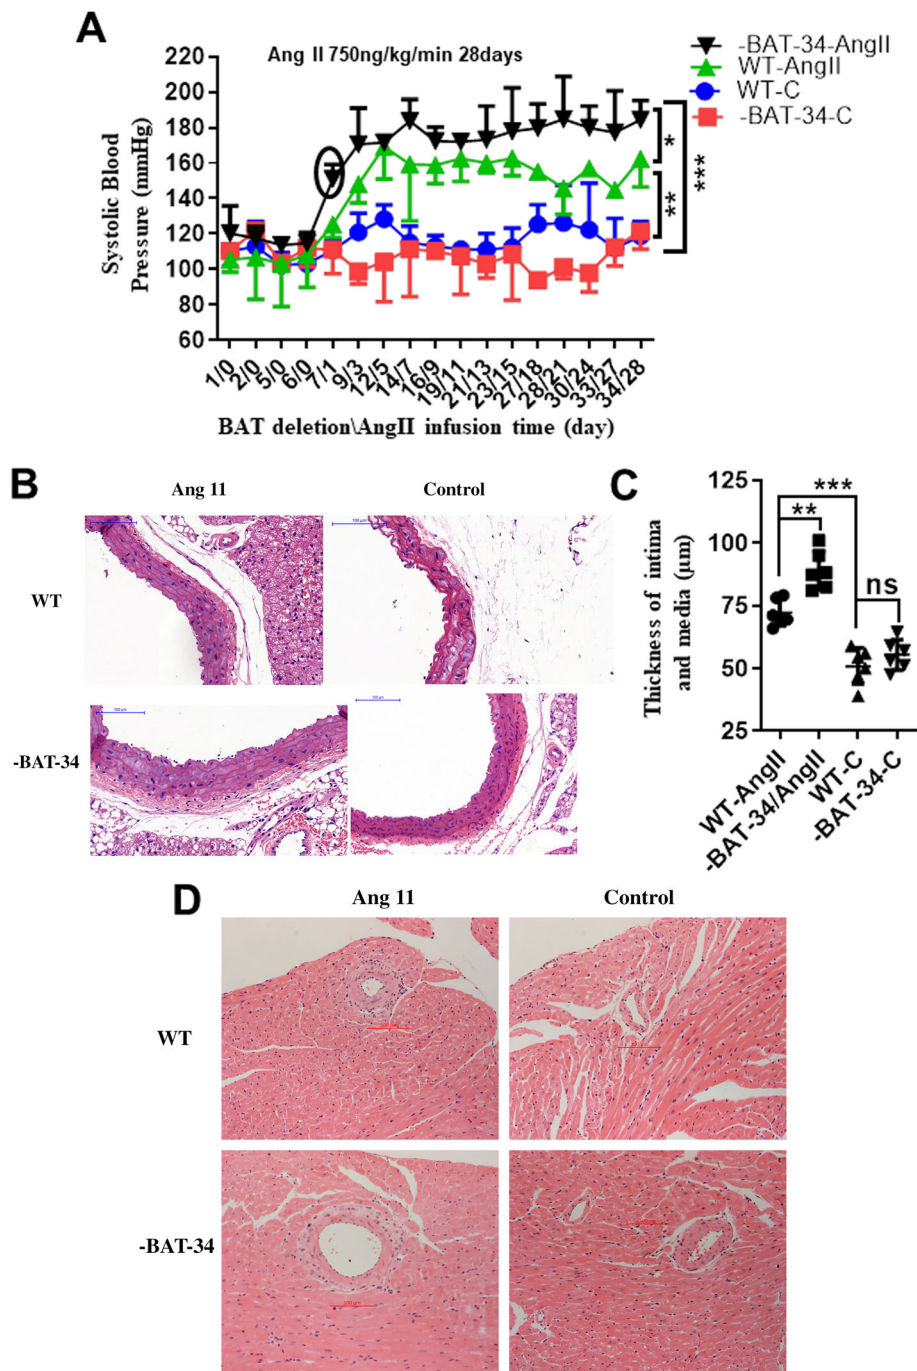 A
Ang II 750ng/kg/min 28days
-BAT-34-AngII
WT-AngII
WT-C
-BAT-34-C
Systolic Blood
Pressure (mmHg)
220
200
180
160
140
120
100
80
60
*
**
***
1/0
2/0
5/0
6/0
7/1
9/3
12/5
14/7
16/9
19/11
21/13
23/15
27/18
28/21
30/24
33/27
34/28
BAT deletion\AngII infusion time (day)
B
Ang 11
Control
WT
-BAT-34
C
Thickness of intima
and media (μm)
125
100
75
50
25
***
**
ns
WT-AngII
-BAT-34/AngII
WT-C
-BAT-34-C
D
Ang 11
Control
WT
-BAT-34